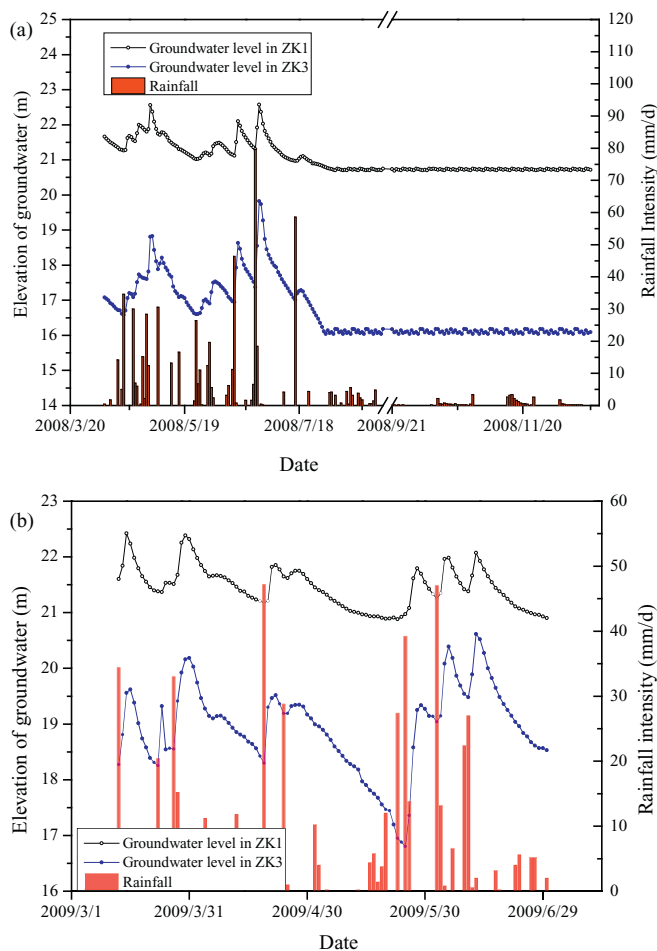 (a)
25
24
23
22
21
20
19
18
17
16
15
14
Elevation of groundwater (m)
Groundwater level in ZK1
Groundwater level in ZK3
Rainfall
120
110
100
90
80
70
60
50
40
30
20
10
0
Rainfall Intensity (mm/d)
2008/3/20 2008/5/19 2008/7/18 2008/9/21 2008/11/20
Date
(b)
23
22
21
20
19
18
17
16
Elevation of groundwater (m)
Groundwater level in ZK1
Groundwater level in ZK3
Rainfall
60
50
40
30
20
10
0
Rainfall intensity (mm/d)
2009/3/1 2009/3/31 2009/4/30 2009/5/30 2009/6/29
Date